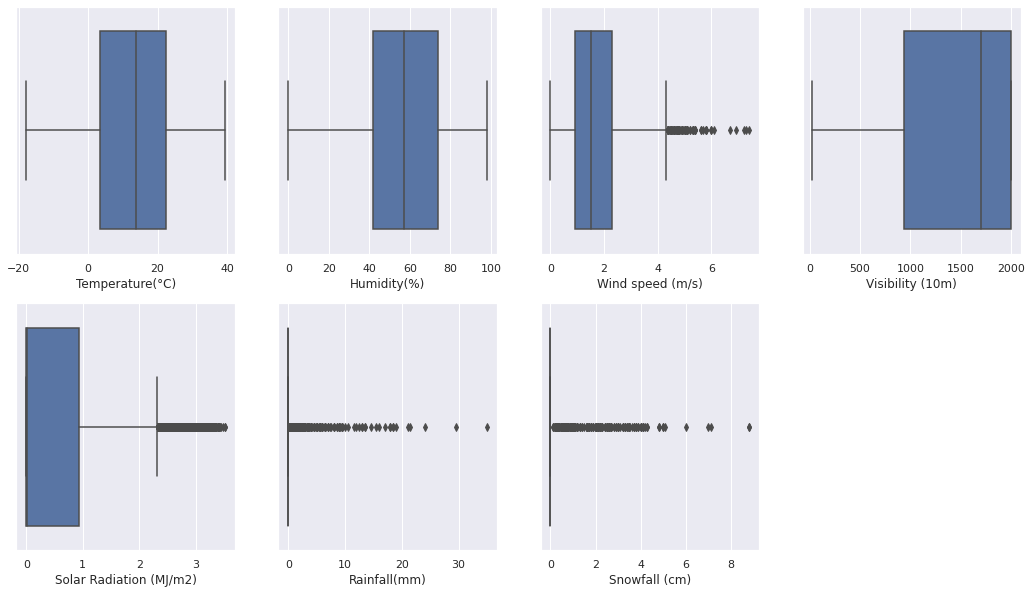 −20 0 20 40
Temperature(°C)
0 20 40 60 80 100
Humidity(%)
0 2 4 6
Wind speed (m/s)
0 500 1000 1500 2000
Visibility (10m)
0 1 2 3
Solar Radiation (MJ/m2)
0 10 20 30
Rainfall(mm)
0 2 4 6 8
Snowfall (cm)